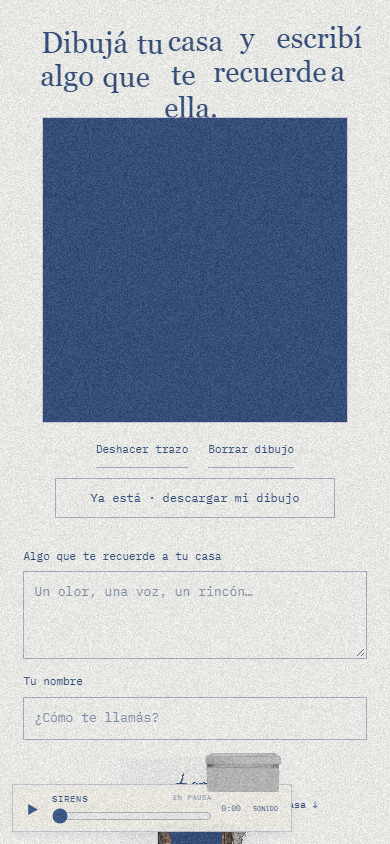 Dibujá tu casa y escribí
algo que te recuerde a
ella.
Deshacer trazo Borrar dibujo
Ya está · descargar mi dibujo
Algo que te recuerde a tu casa
Un olor, una voz, un rincón…
Tu nombre
¿Cómo te llamás?
SIRENS EN PAUSA
0:00 SONIDO
↓